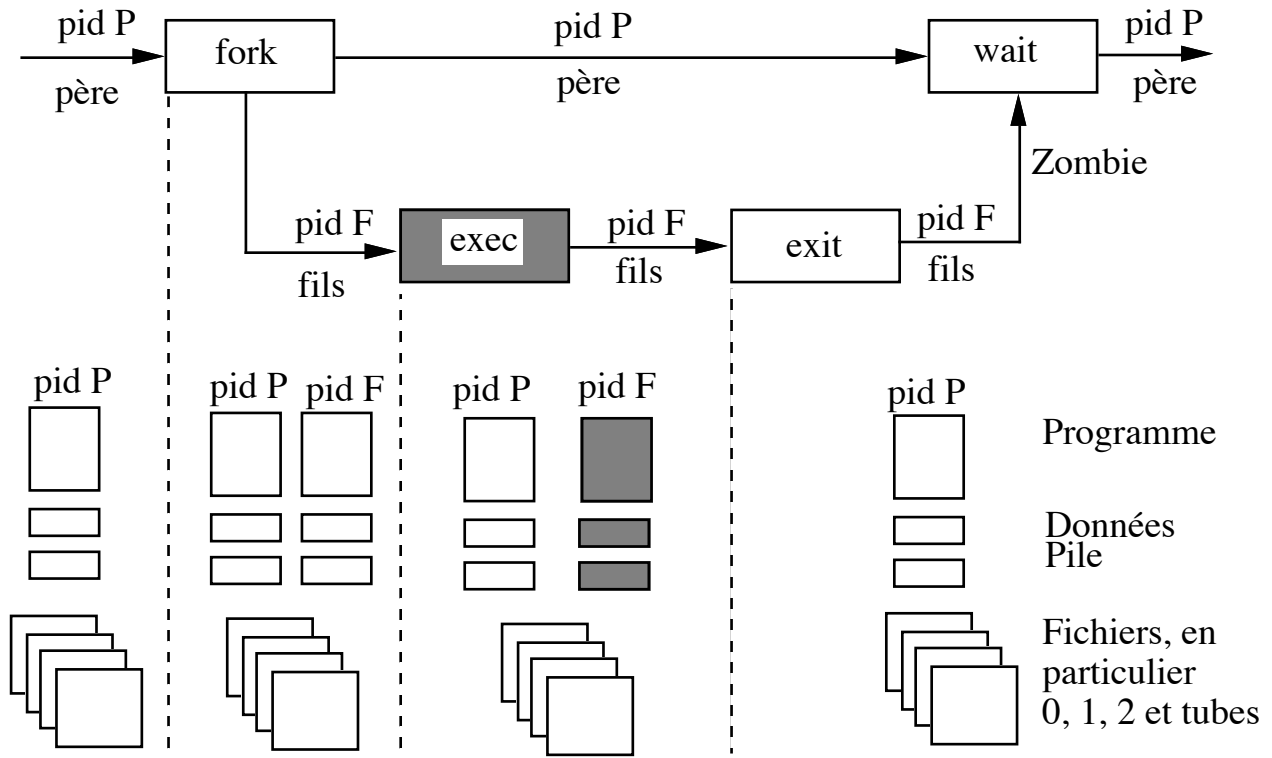 pid P
père
fork
pid P
père
wait
pid P
père
Zombie
pid F
fils
exec
pid F
fils
exit
pid F
fils
pid P
pid P
pid F
pid P
pid F
pid P
Programme
Données
Pile
Fichiers, en
particulier
0, 1, 2 et tubes